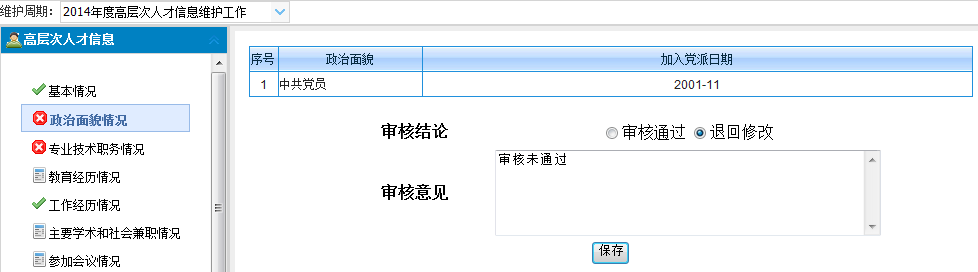 维护周期: 2014年度高层次人才信息维护工作
高层次人才信息
基本情况
政治面貌情况
专业技术职务情况
教育经历情况
工作经历情况
主要学术和社会兼职情况
参加会议情况
序号 政治面貌 加入党派日期
1 中共党员 2001-11
审核结论 审核通过 退回修改
审核意见 审核未通过
保存